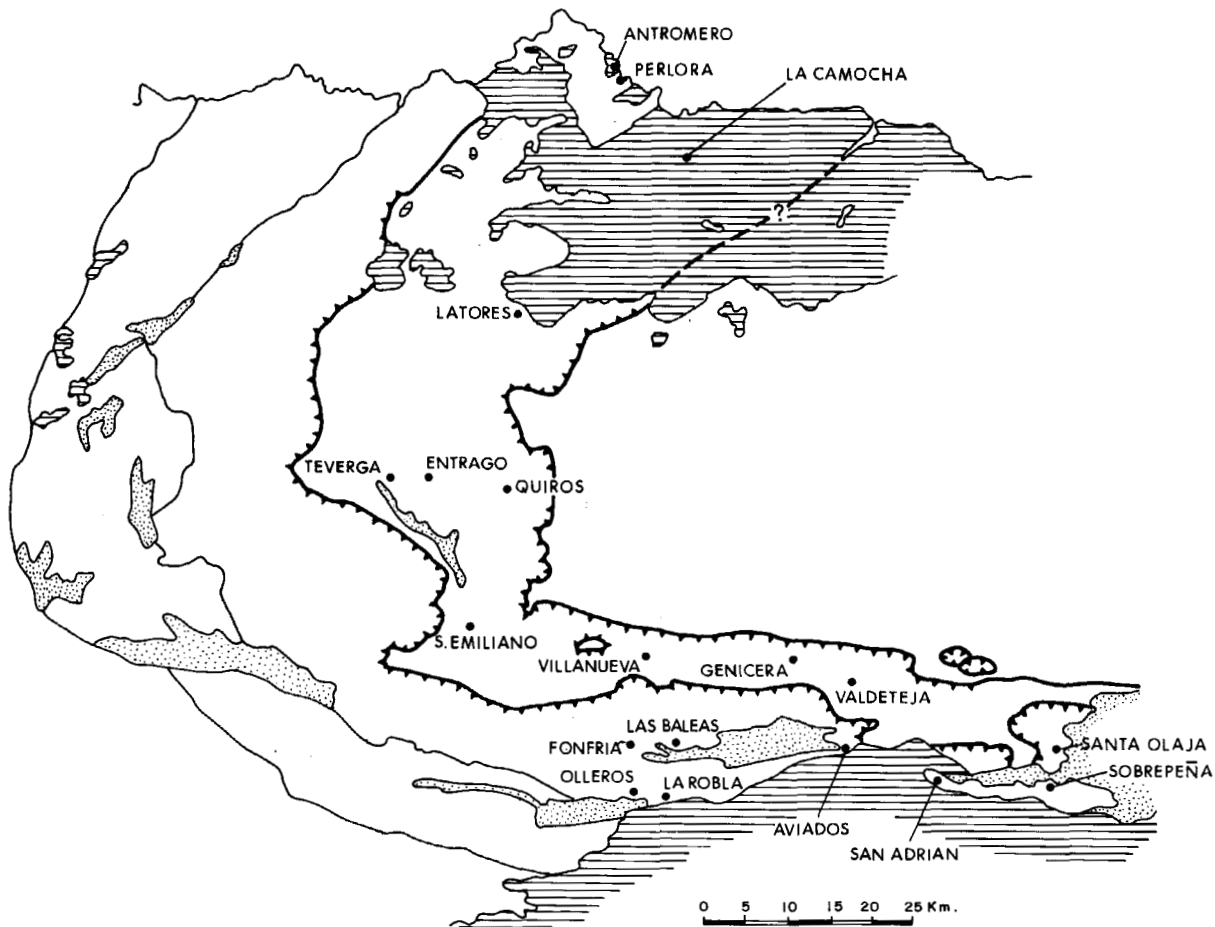 ANTROMERO
PERLORA
LA CAMOCHA
?
LATORES
TEVERGA
ENTRAGO
QUIROS
S. EMILIANO
VILLANUEVA
GENICERA
VALDETEJA
LAS BALEAS
FONFRIA
SANTA OLAJA
OLLEROS
LA ROBLA
SOBREPEÑA
AVIADOS
SAN ADRIAN
0 5 10 15 20 25 Km.